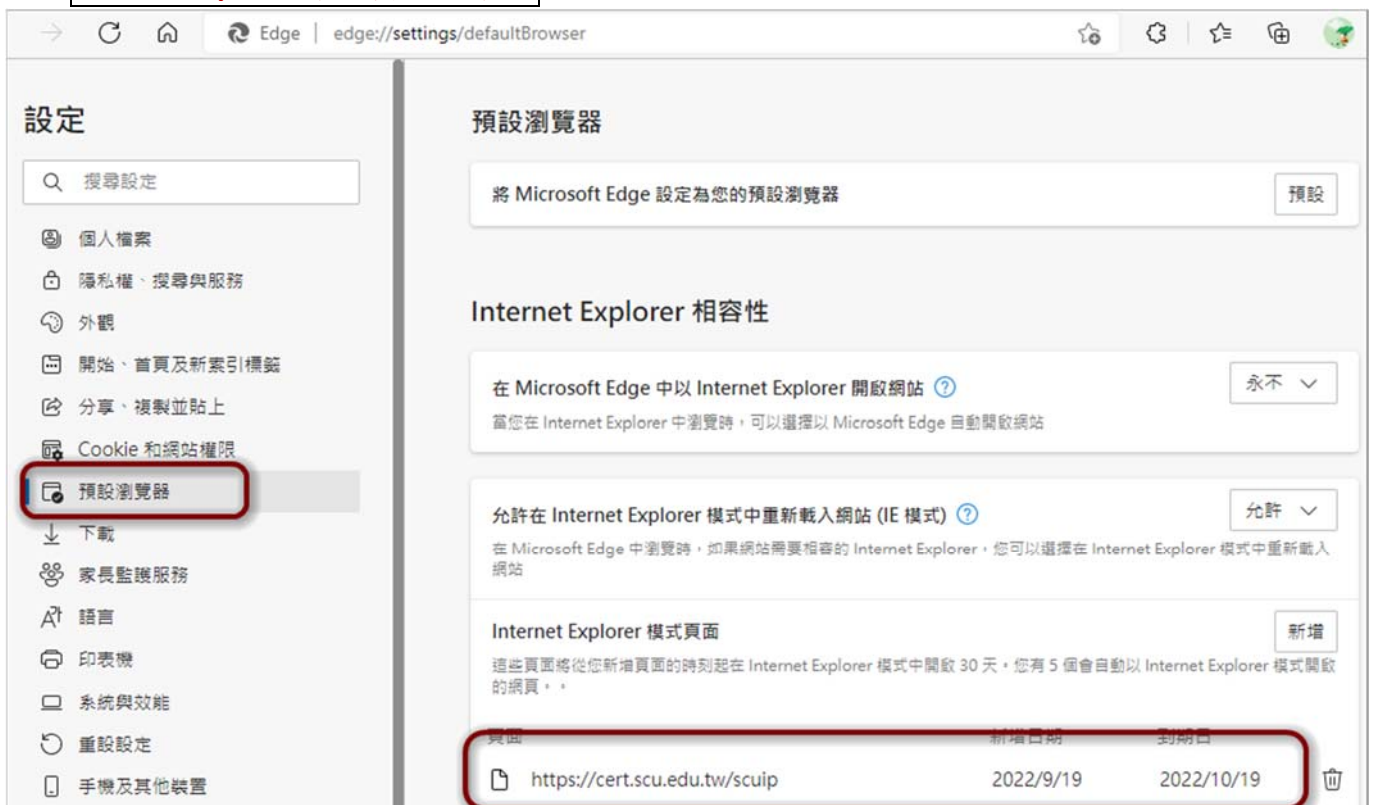 Edge | edge://settings/defaultBrowser
設定
搜尋設定
個人檔案
隱私權、搜尋與服務
外觀
開始、首頁及新索引標籤
分享、複製並貼上
Cookie 和網站權限
預設瀏覽器
下載
家長監護服務
語言
印表機
系統與效能
重設設定
手機及其他裝置
預設瀏覽器
將 Microsoft Edge 設定為您的預設瀏覽器
預設
Internet Explorer 相容性
在 Microsoft Edge 中以 Internet Explorer 開啟網站
永不
當您在 Internet Explorer 中瀏覽時，可以選擇以 Microsoft Edge 自動開啟網站
允許在 Internet Explorer 模式中重新載入網站 (IE 模式)
允許
在 Microsoft Edge 中瀏覽時，如果網站需要相容的 Internet Explorer，您可以選擇在 Internet Explorer 模式中重新載入
網站
Internet Explorer 模式頁面
新增
這些頁面將從您新增頁面的時刻起在 Internet Explorer 模式中開啟 30 天。您有 5 個會自動以 Internet Explorer 模式開啟
的網頁。。
頁面 新增日期 到期日
https://cert.scu.edu.tw/scuip 2022/9/19 2022/10/19